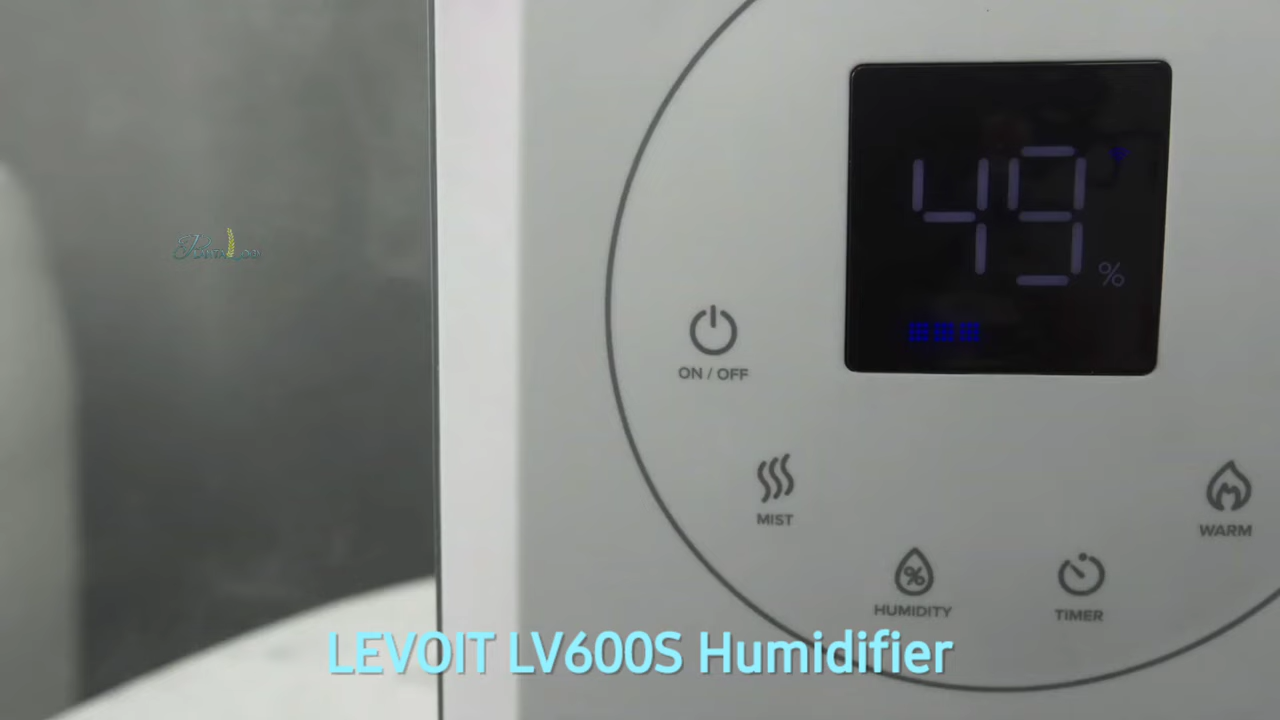 49
%
ON / OFF
MIST
WARM
HUMIDITY
TIMER
LEVOIT LV600S Humidifier